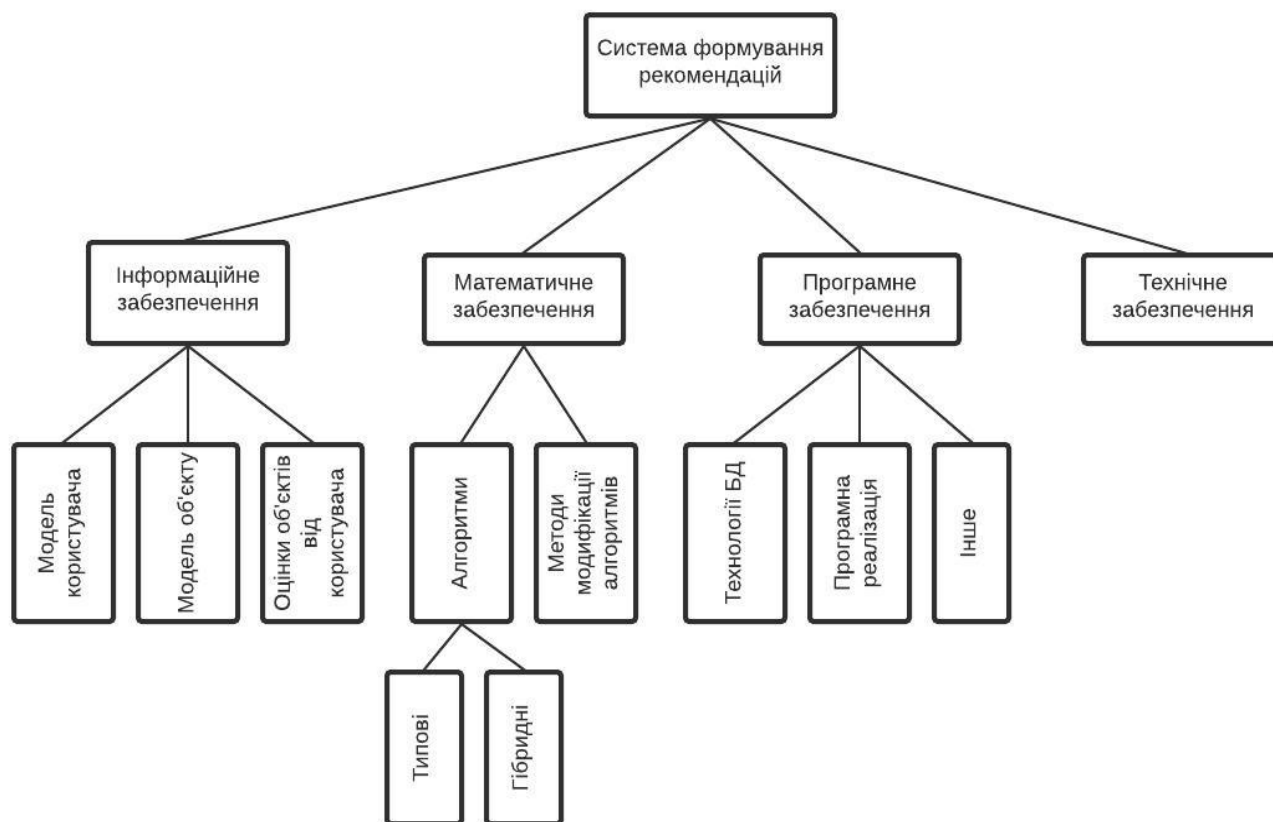 Система формування
рекомендацій
Інформаційне
забезпечення
Математичне
забезпечення
Програмне
забезпечення
Технічне
забезпечення
Модель
користувача
Модель об'єкту
Оцінки об'єктів
від
користувача
Алгоритми
Методи
модифікації
алгоритмів
Технології БД
Програмна
реалізація
Інше
Типові
Гібридні